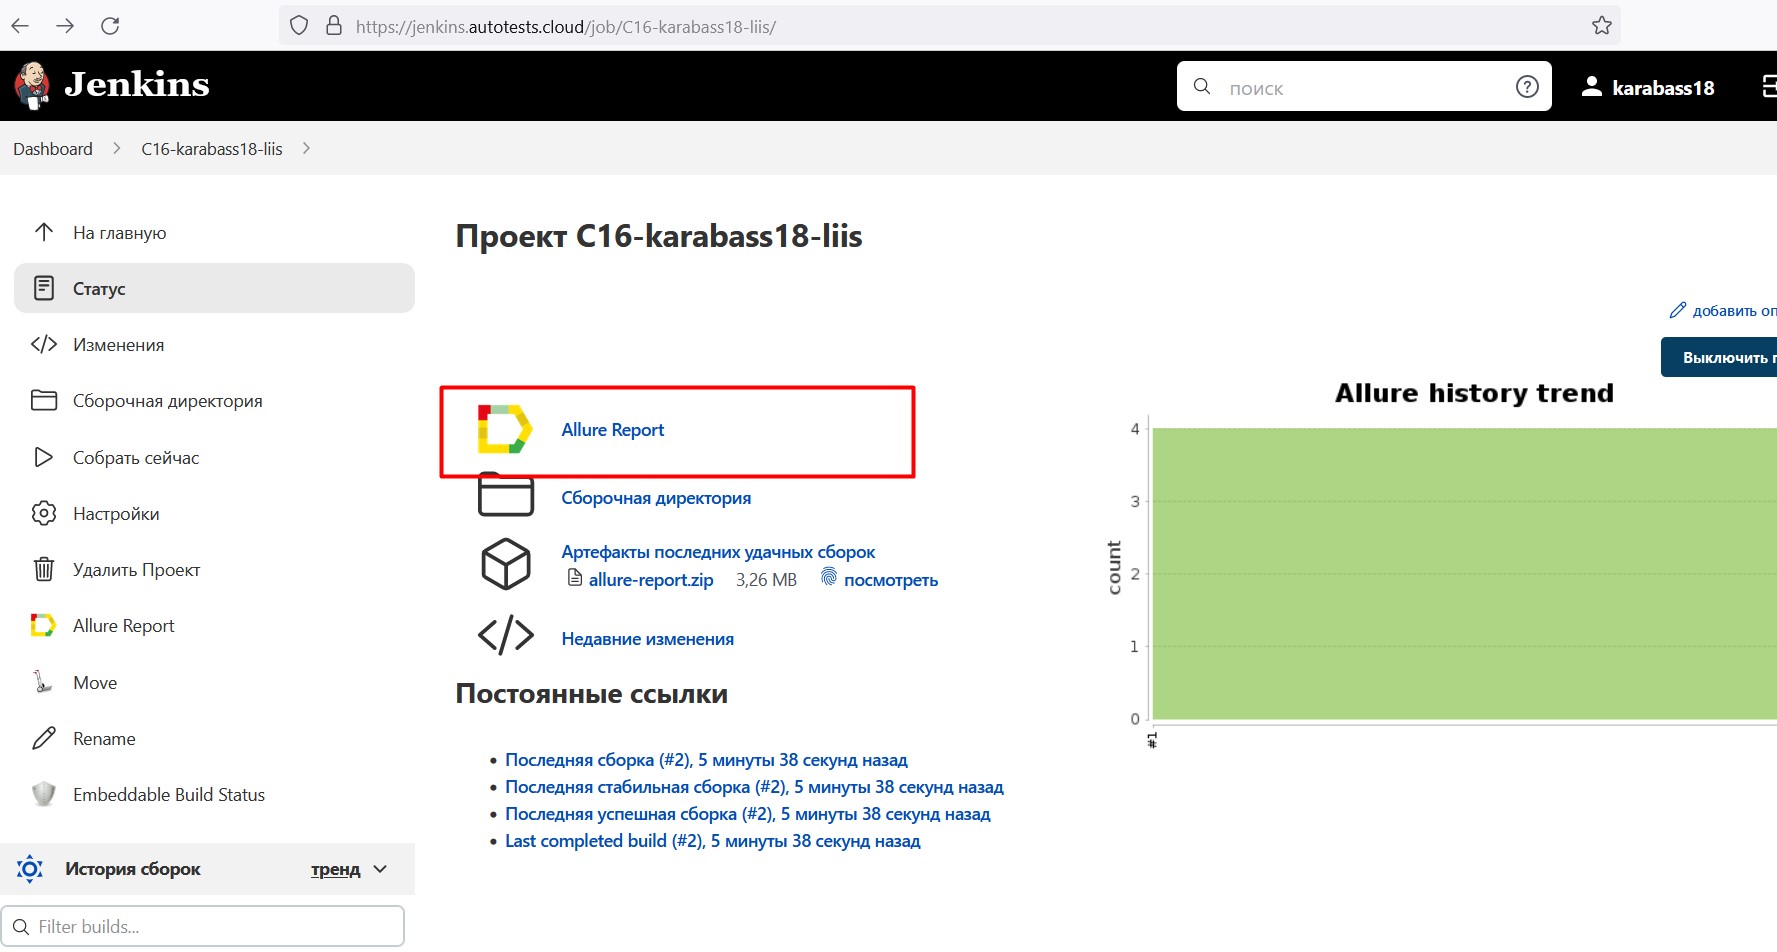 https://jenkins.autotests.cloud/job/C16-karabass18-liis/
Jenkins
поиск
karabass18
Dashboard
C16-karabass18-liis
На главную
Статус
Изменения
Сборочная директория
Собрать сейчас
Настройки
Удалить Проект
Allure Report
Move
Rename
Embeddable Build Status
История сборок
тренд
Filter builds...
Проект C16-karabass18-liis
добавить
Выключить
Allure Report
Сборочная директория
Артефакты последних удачных сборок
allure-report.zip 3,26 MB посмотреть
Недавние изменения
Постоянные ссылки
Последняя сборка (#2), 5 минуты 38 секунд назад
Последняя стабильная сборка (#2), 5 минуты 38 секунд назад
Последняя успешная сборка (#2), 5 минуты 38 секунд назад
Last completed build (#2), 5 минуты 38 секунд назад
Allure history trend
4
3
2
1
0
count
#1